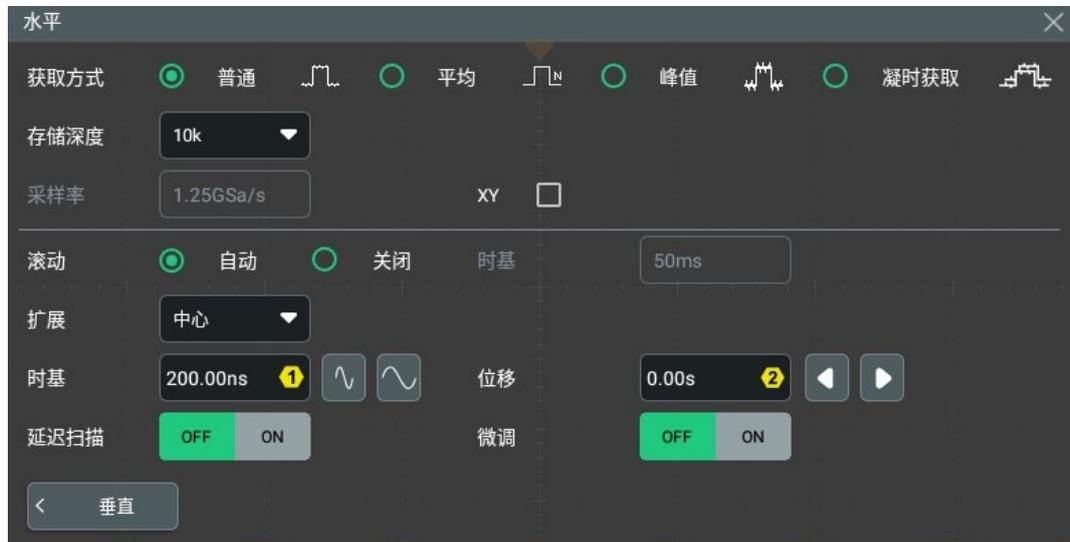 水平
获取方式 普通 平均 N 峰值 凝时获取
存储深度 10k
采样率 1.25GSa/s XY
滚动 自动 关闭 时基 50ms
扩展 中心
时基 200.00ns 1 位移 0.00s 2
延迟扫描 OFF ON 微调 OFF ON
垂直